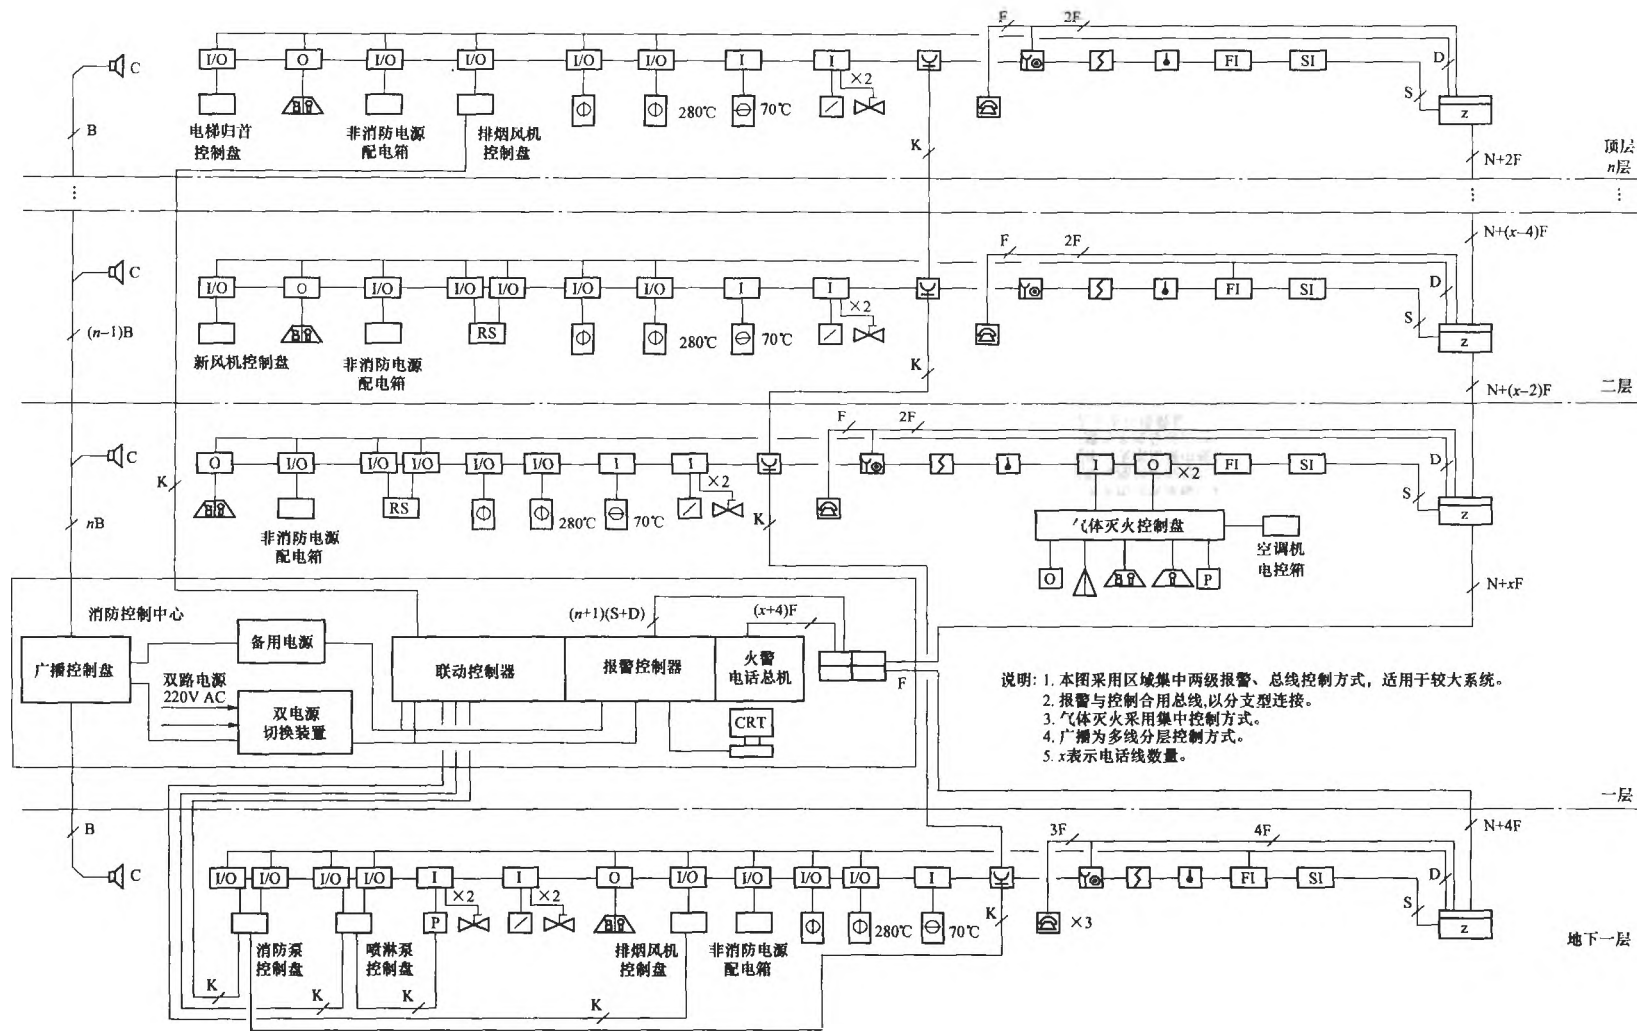 F 2F
I/O O I/O I/O I/O I/O I I FI SI
C
×2
D
280℃ 70℃
S
Z
电梯归首
控制盘
非消防电源
配电箱
排烟风机
控制盘
B
K
N+2F
顶层
n层
⋮ ⋮ ⋮
N+(x−4)F
F 2F
C
I/O O I/O I/O I/O I/O I/O I I FI SI
D
×2
S
RS
280℃ 70℃
(n−1)B
Z
新风机控制盘
非消防电源
配电箱
K
N+(x−2)F
二层
F 2F
C
O I/O I/O I/O I/O I/O I I I O ×2 FI SI
D
K
×2
S
RS
280℃ 70℃
K
Z
nB
非消防电源
配电箱
气体灭火控制盘
空调机
电控箱
O P
N+xF
消防控制中心
(n+1)(S+D)
(x+4)F
广播控制盘
备用电源
联动控制器
报警控制器
火警
电话总机
F
双路电源
220V AC
双电源
切换装置
CRT
说明: 1. 本图采用区域集中两级报警、总线控制方式，适用于较大系统。
2. 报警与控制合用总线,以分支型连接。
3. 气体灭火采用集中控制方式。
4. 广播为多线分层控制方式。
5. x表示电话线数量。
一层
B
3F 4F
N+4F
C
I/O I/O I/O I/O I I O I/O I/O I/O I/O I FI SI
D
×2 ×2
K
S
P
280℃ 70℃
×3
Z
消防泵
控制盘
喷淋泵
控制盘
排烟风机
控制盘
非消防电源
配电箱
地下一层
K K K K